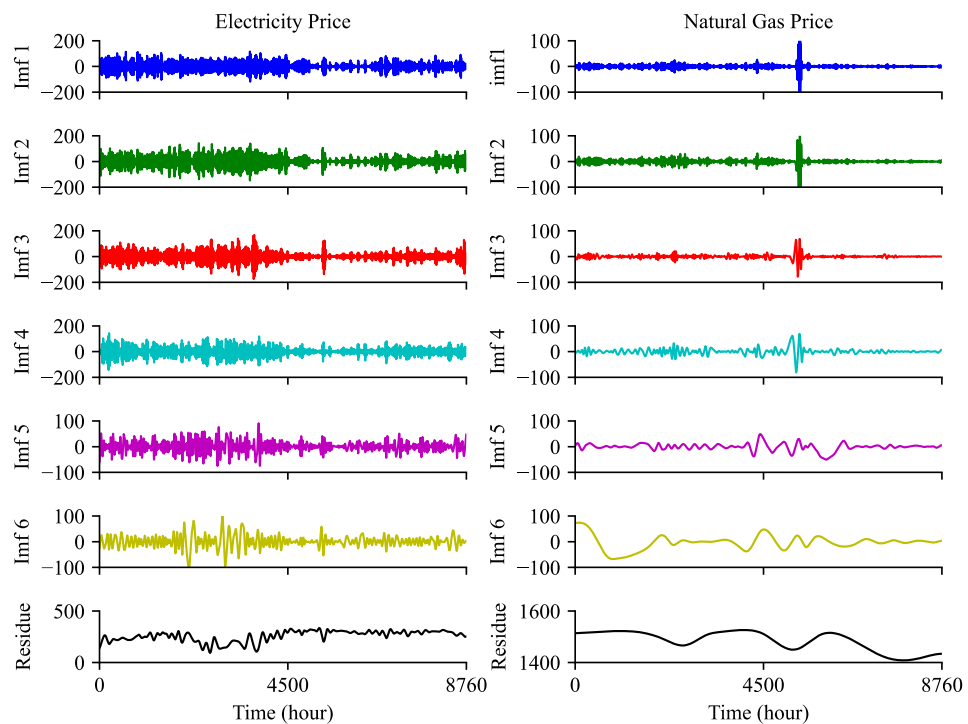 Electricity Price
Imf 1
200
0
−200
Imf 2
200
0
−200
Imf 3
200
0
−200
Imf 4
200
0
−200
Imf 5
100
0
−100
Imf 6
100
0
−100
Residue
500
0
0 4500 8760
Time (hour)
Natural Gas Price
imf1
100
0
−100
Imf 2
100
0
−100
Imf 3
100
0
−100
Imf 4
100
0
−100
Imf 5
100
0
−100
Imf 6
100
0
−100
Residue
1600
1400
0 4500 8760
Time (hour)